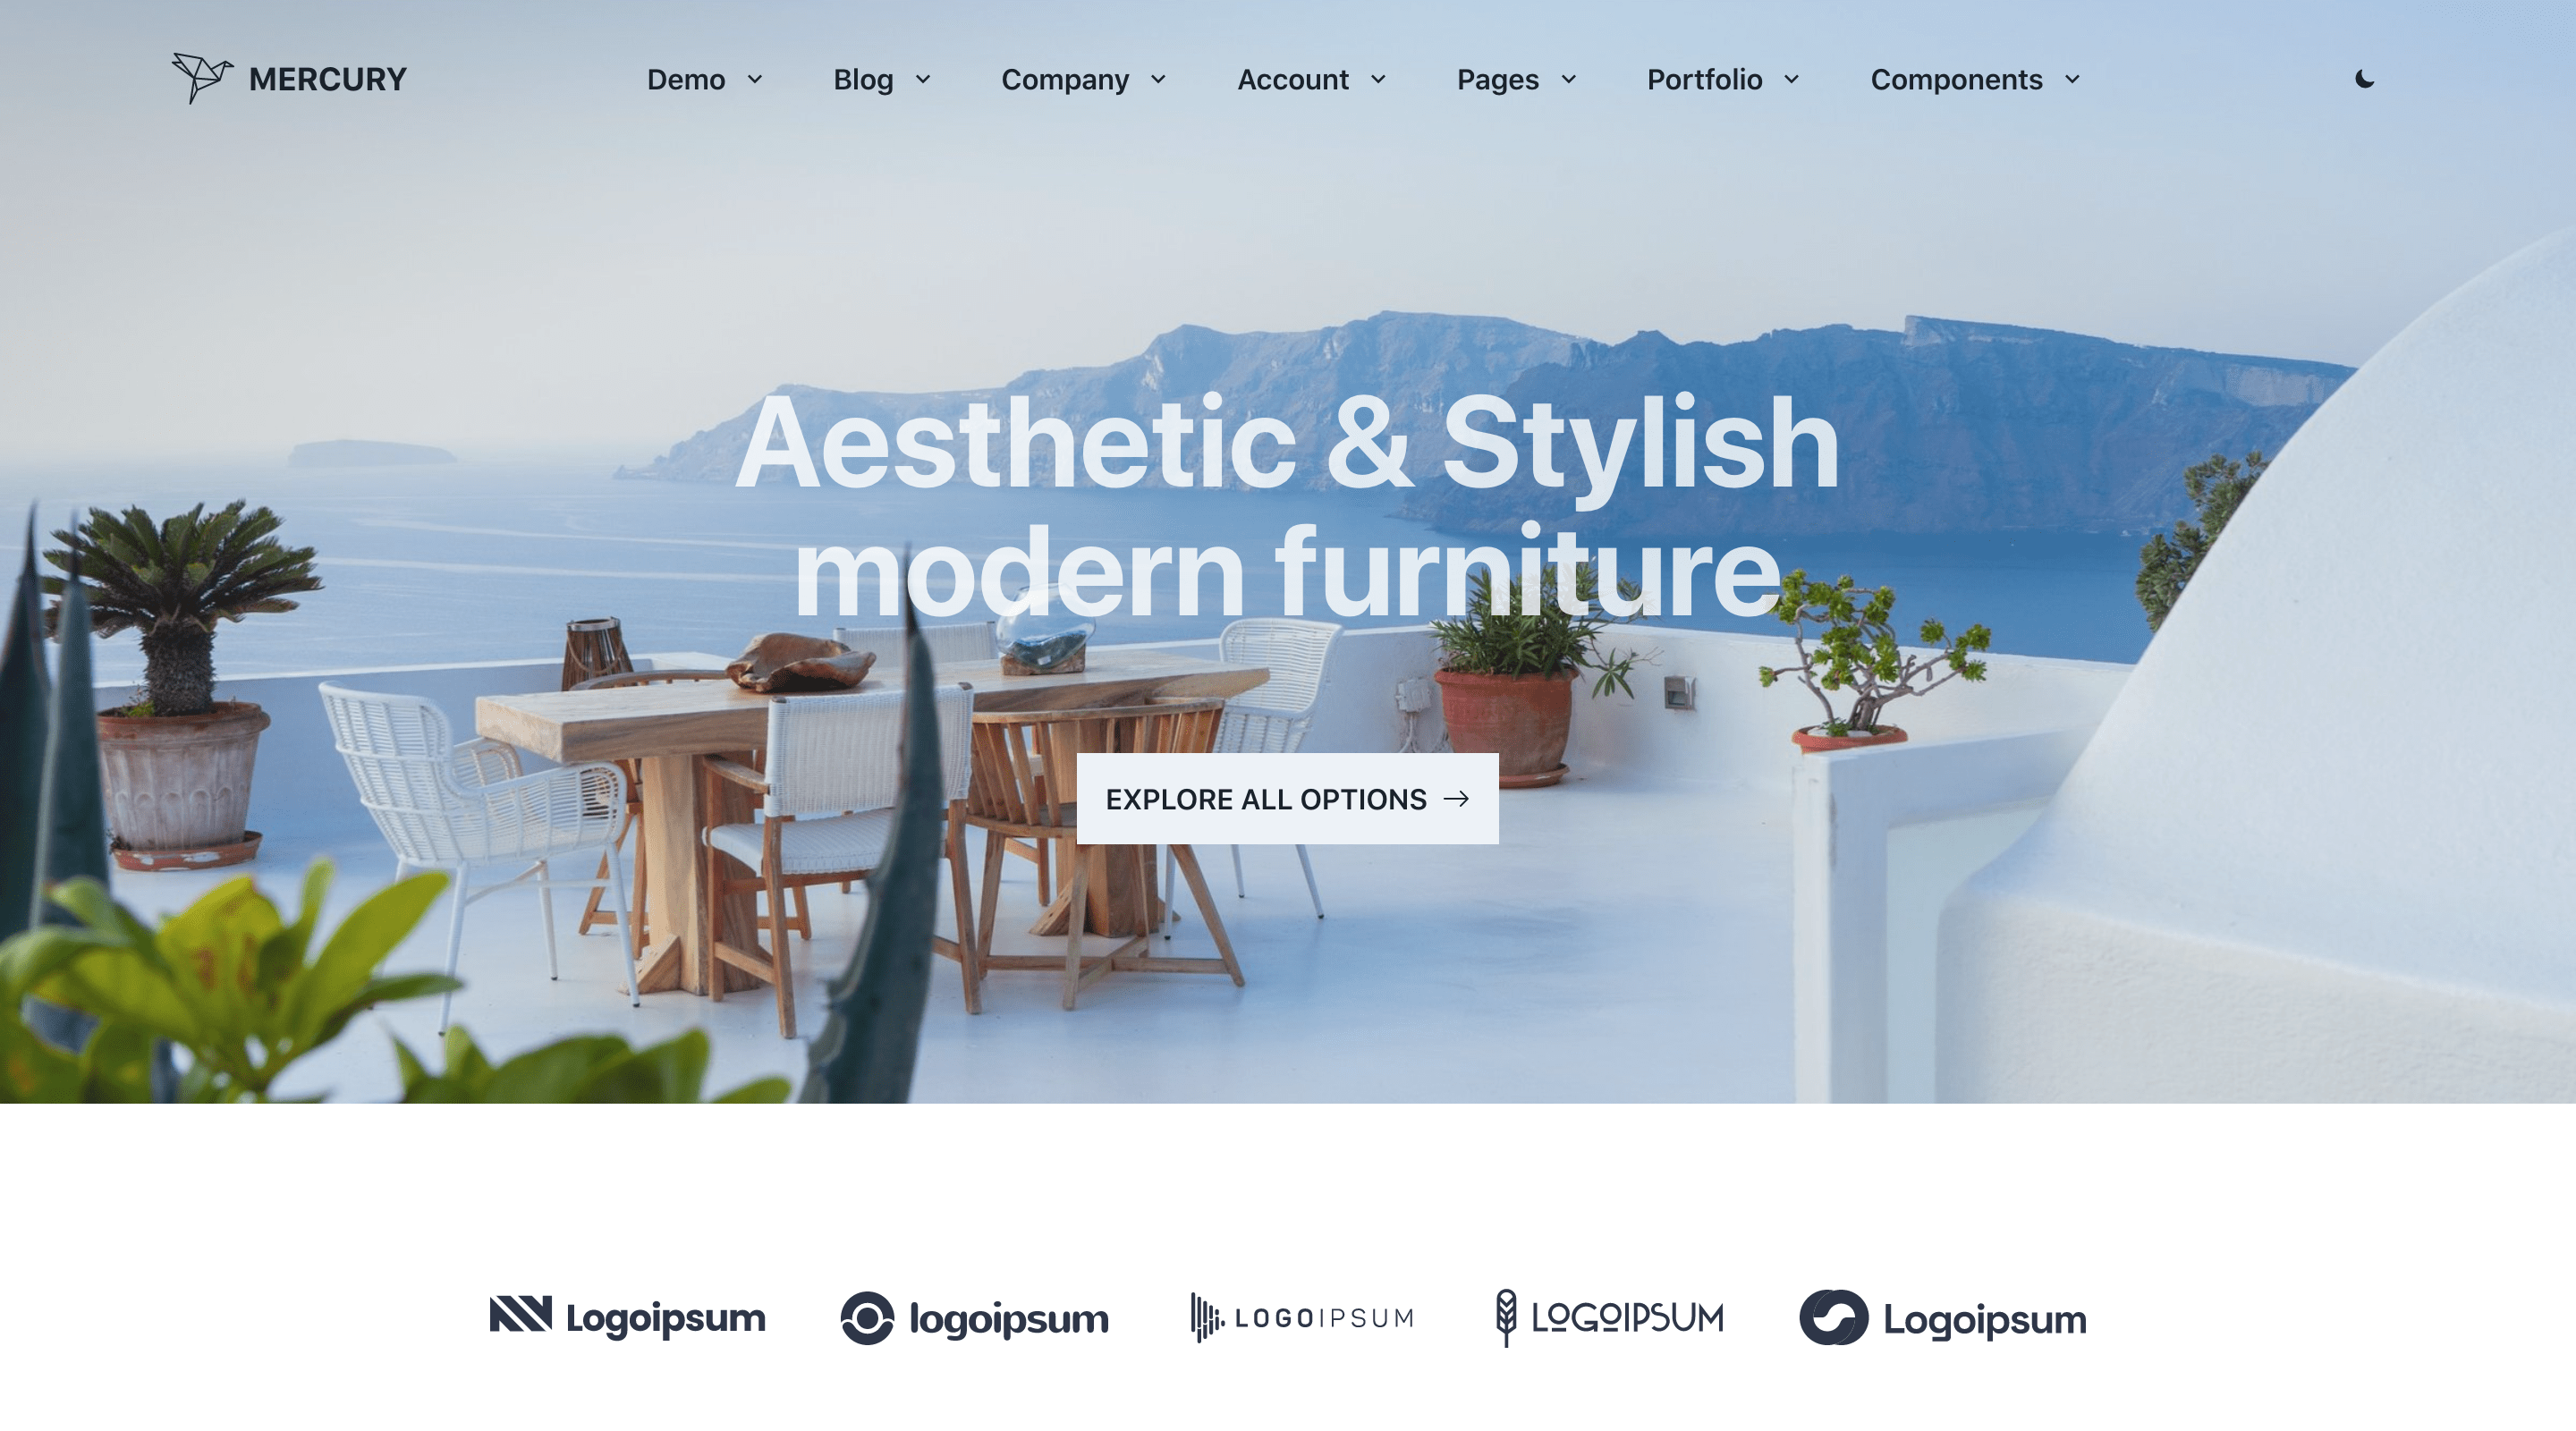 MERCURY
Demo Blog Company Account Pages Portfolio Components
Aesthetic & Stylish
modern furniture
EXPLORE ALL OPTIONS
Logoipsum logoipsum LOGOIPSUM LOGOIPSUM Logoipsum